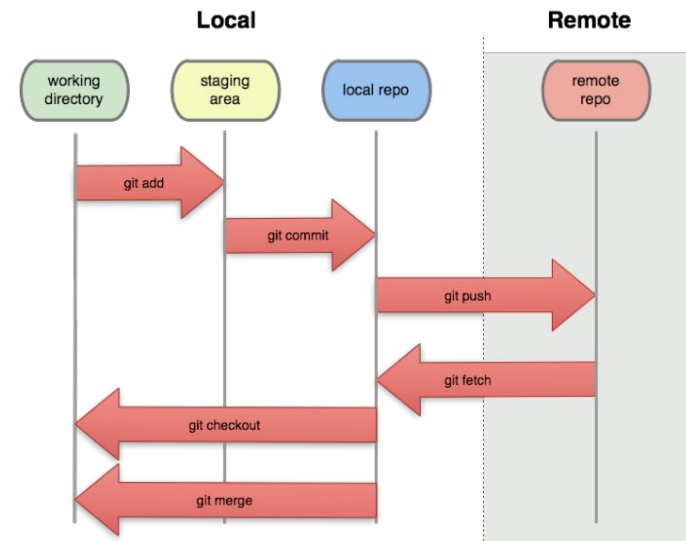 Local
Remote
working
directory
staging
area
local repo
remote
repo
git add
git commit
git push
git fetch
git checkout
git merge